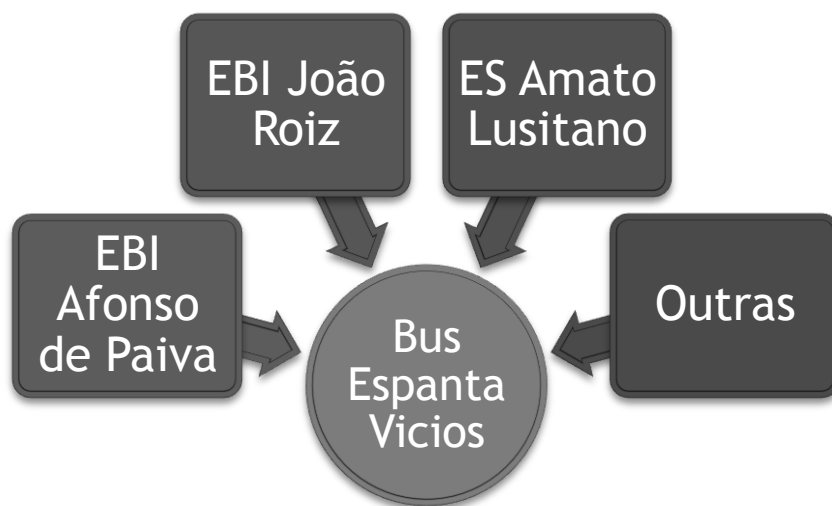 EBI João
Roiz
ES Amato
Lusitano
EBI
Afonso
de Paiva
Outras
Bus
Espanta
Vicios